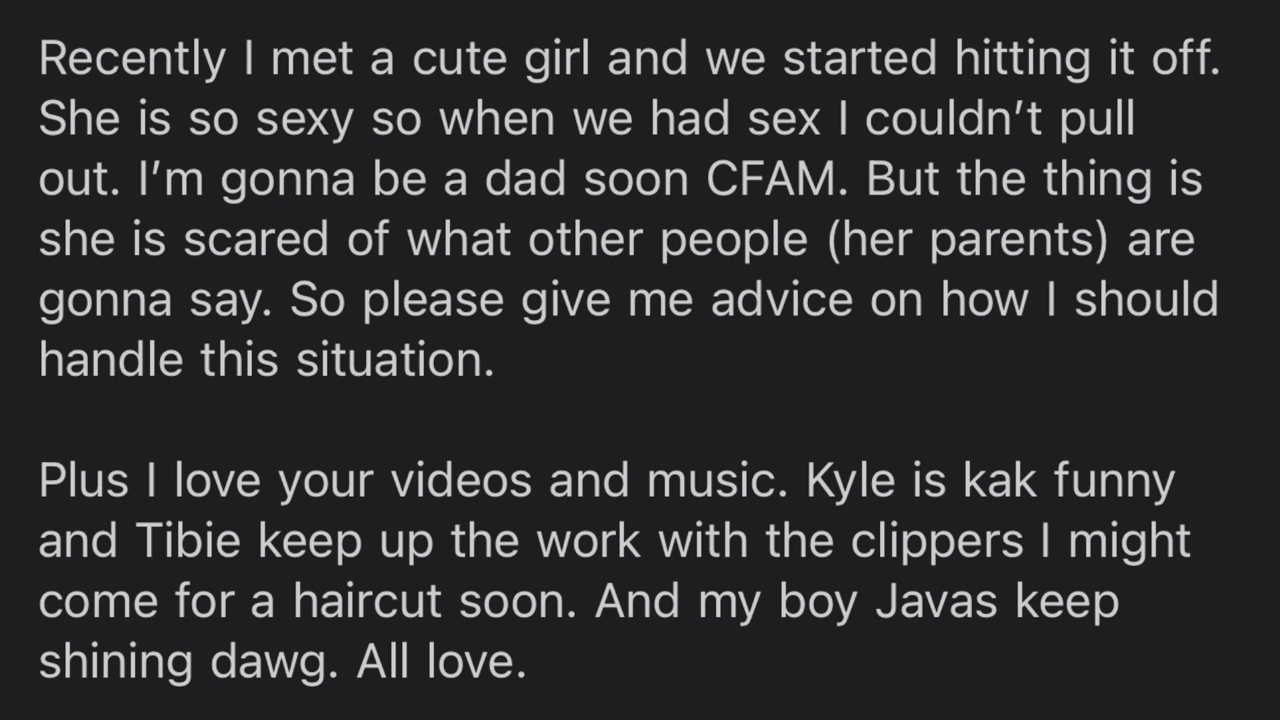 Recently I met a cute girl and we started hitting it off.
She is so sexy so when we had sex I couldn’t pull
out. I’m gonna be a dad soon CFAM. But the thing is
she is scared of what other people (her parents) are
gonna say. So please give me advice on how I should
handle this situation.

Plus I love your videos and music. Kyle is kak funny
and Tibie keep up the work with the clippers I might
come for a haircut soon. And my boy Javas keep
shining dawg. All love.